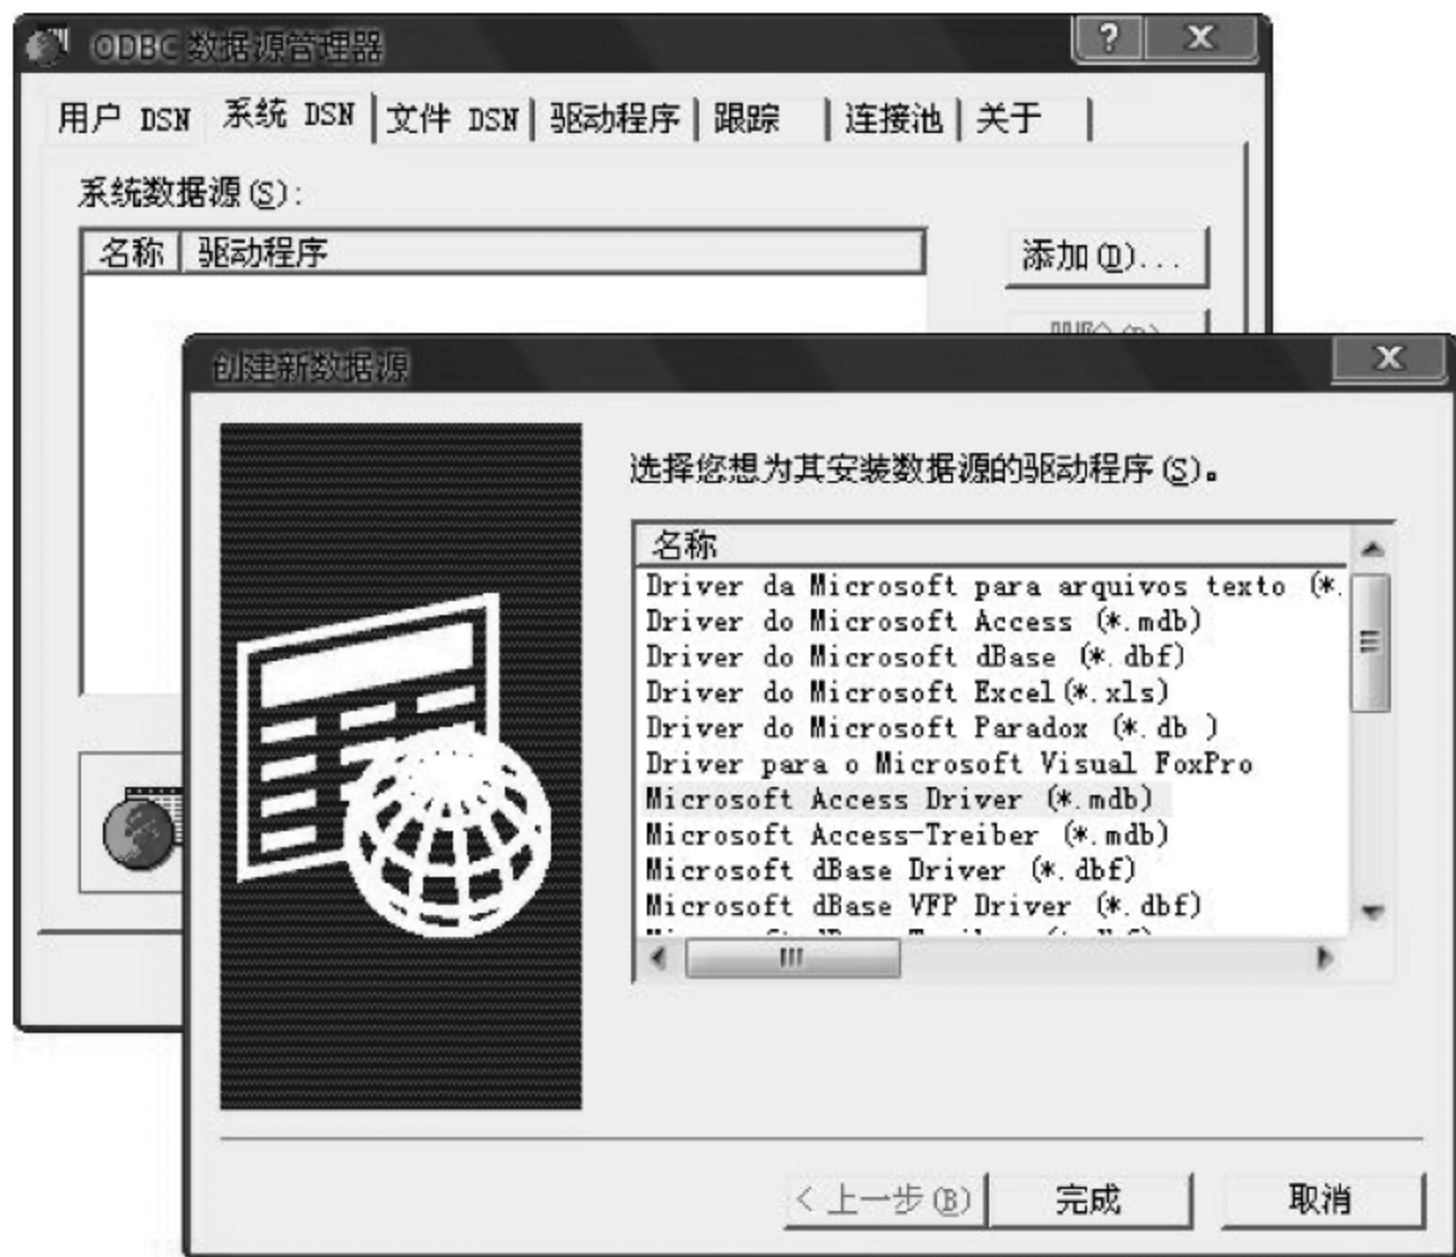 ODBC 数据源管理器
用户 DSN 系统 DSN 文件 DSN 驱动程序 跟踪 连接池 关于
系统数据源(S):
名称 驱动程序
添加(D)...
创建新数据源
选择您想为其安装数据源的驱动程序(S)。
名称
Driver da Microsoft para arquivos texto (*.
Driver do Microsoft Access (*.mdb)
Driver do Microsoft dBase (*.dbf)
Driver do Microsoft Excel(*.xls)
Driver do Microsoft Paradox (*.db )
Driver para o Microsoft Visual FoxPro
Microsoft Access Driver (*.mdb)
Microsoft Access-Treiber (*.mdb)
Microsoft dBase Driver (*.dbf)
Microsoft dBase VFP Driver (*.dbf)
< 上一步(B) 完成 取消